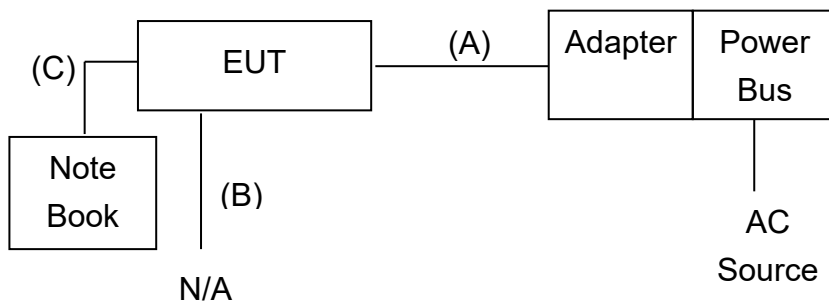 EUT
(A)
Adapter
Power
Bus
(C)
Note
Book
(B)
N/A
AC
Source